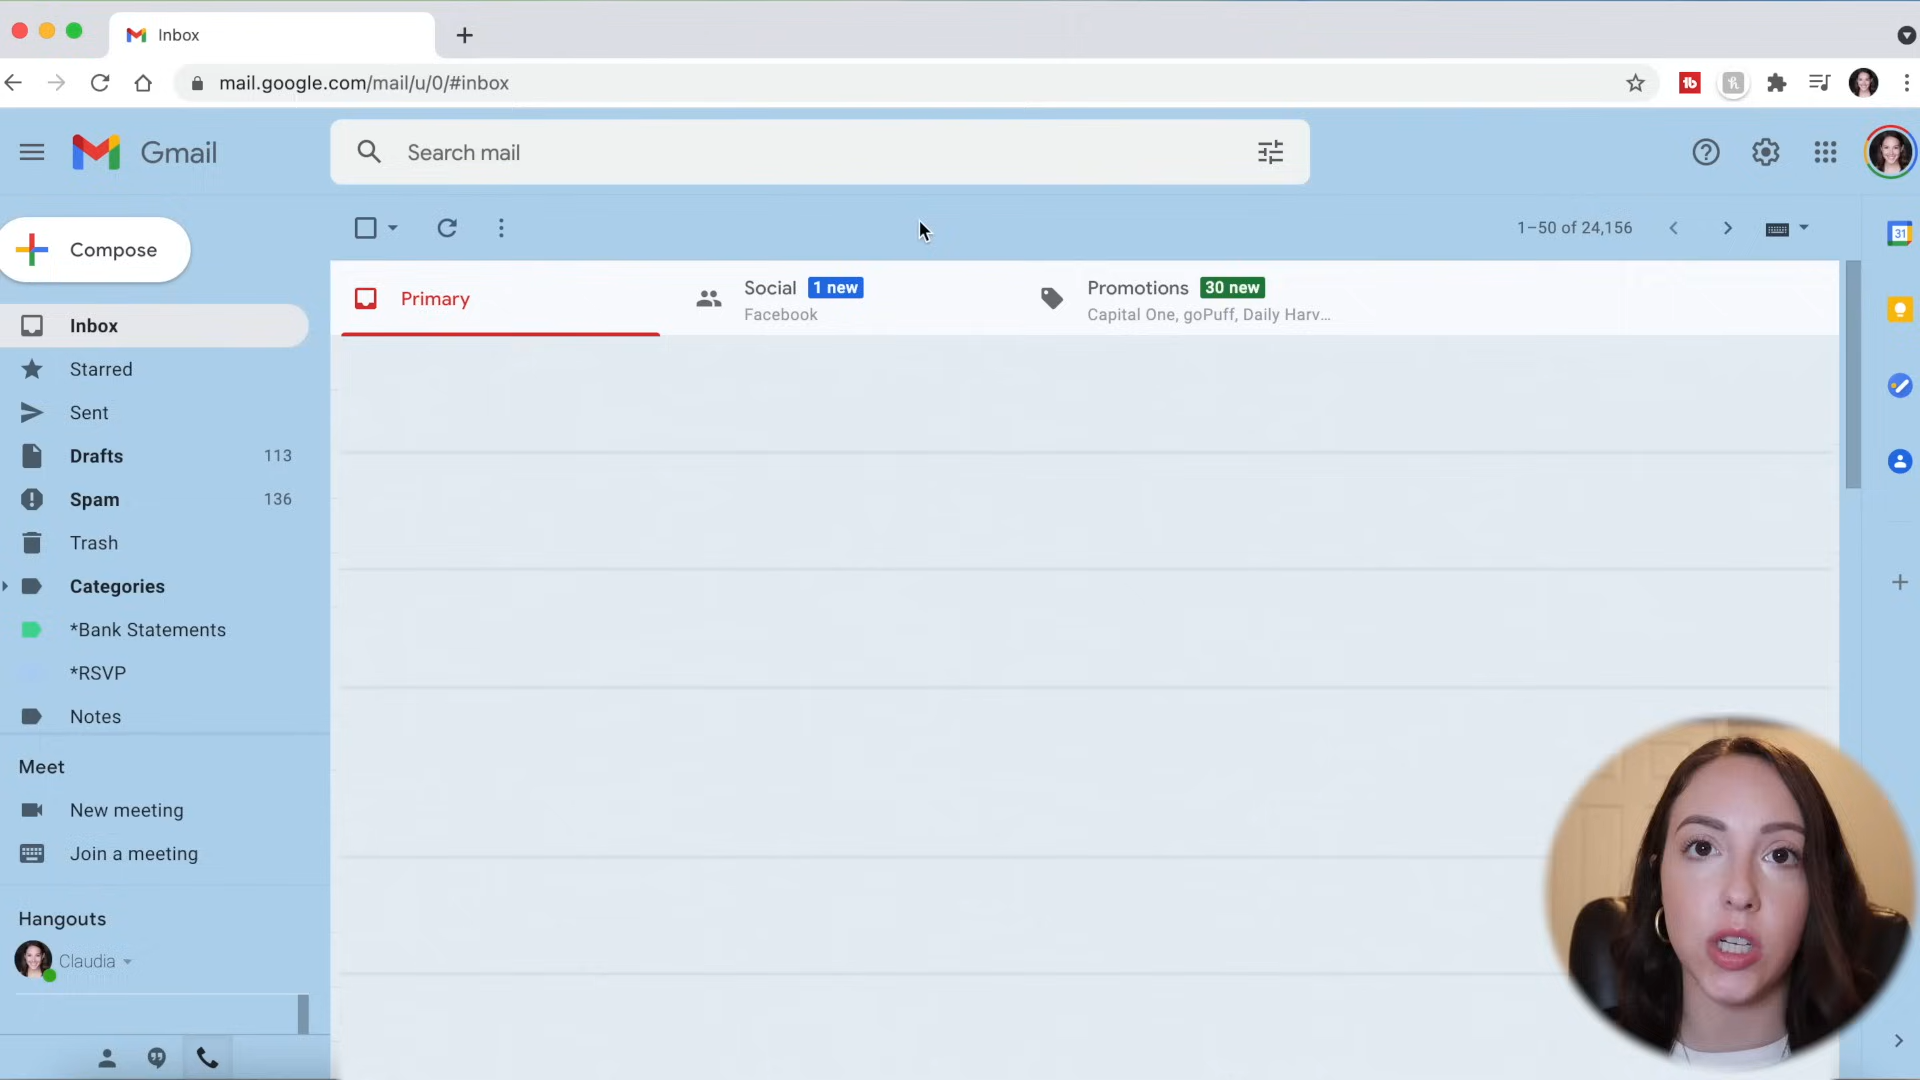 Inbox
mail.google.com/mail/u/0/#inbox
Gmail
Search mail
Compose
1–50 of 24,156
Primary
Social 1 new
Facebook
Promotions 30 new
Capital One, goPuff, Daily Harv...
31
Inbox
Starred
Sent
Drafts 113
Spam 136
Trash
Categories
*Bank Statements
*RSVP
Notes
Meet
New meeting
Join a meeting
Hangouts
Claudia